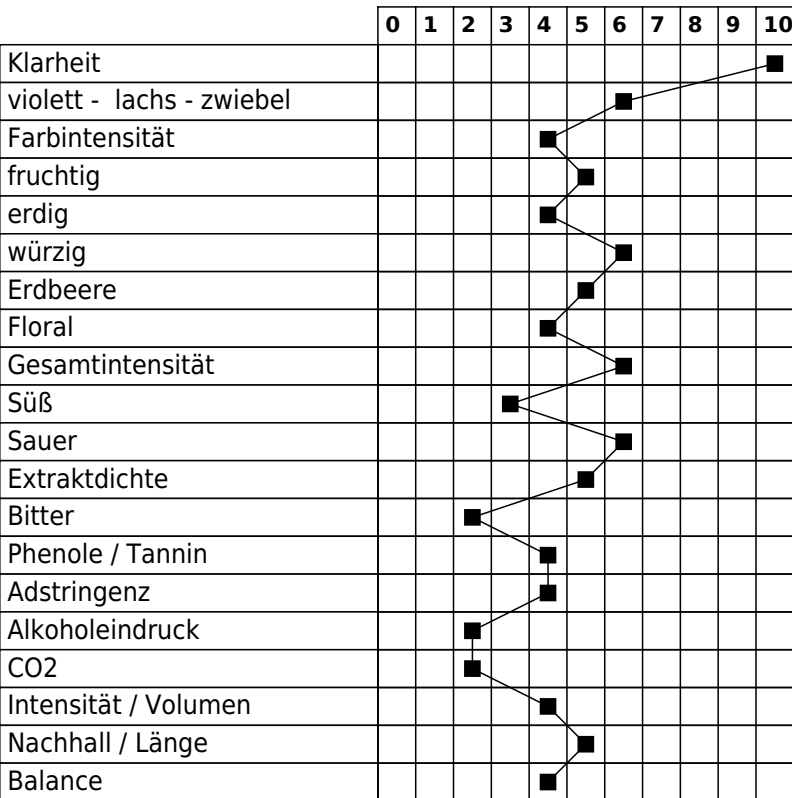 0 1 2 3 4 5 6 7 8 9 10
Klarheit
violett - lachs - zwiebel
Farbintensität
fruchtig
erdig
würzig
Erdbeere
Floral
Gesamtintensität
Süß
Sauer
Extraktdichte
Bitter
Phenole / Tannin
Adstringenz
Alkoholeindruck
CO2
Intensität / Volumen
Nachhall / Länge
Balance